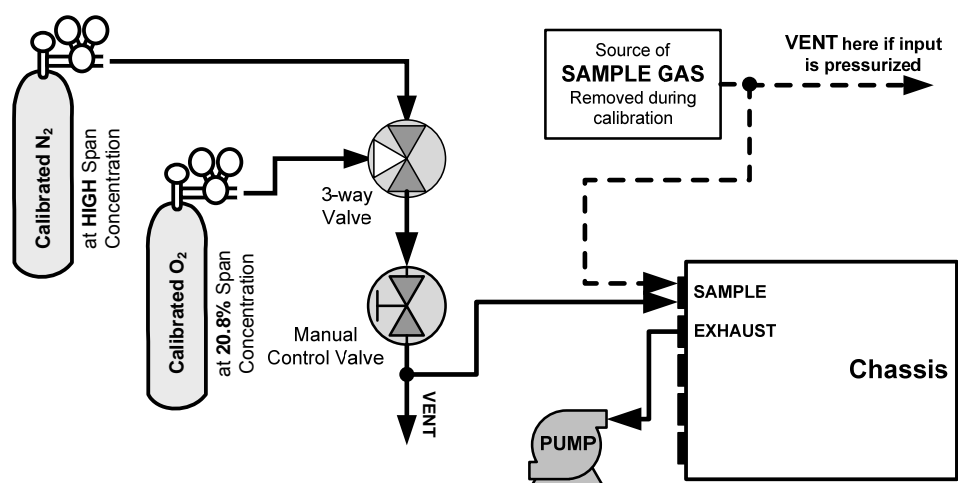 Calibrated N₂
at HIGH Span
Concentration
Calibrated O₂
at 20.8% Span
Concentration
3-way
Valve
Manual
Control Valve
VENT
Source of
SAMPLE GAS
Removed during
calibration
VENT here if input
is pressurized
SAMPLE
EXHAUST
Chassis
PUMP